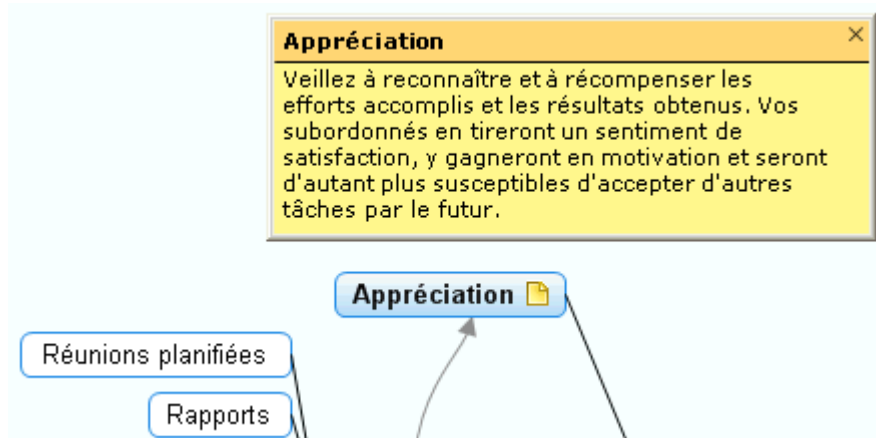 Appréciation
Veillez à reconnaître et à récompenser les
efforts accomplis et les résultats obtenus. Vos
subordonnés en tireront un sentiment de
satisfaction, y gagneront en motivation et seront
d'autant plus susceptibles d'accepter d'autres
tâches par le futur.
Appréciation
Réunions planifiées
Rapports